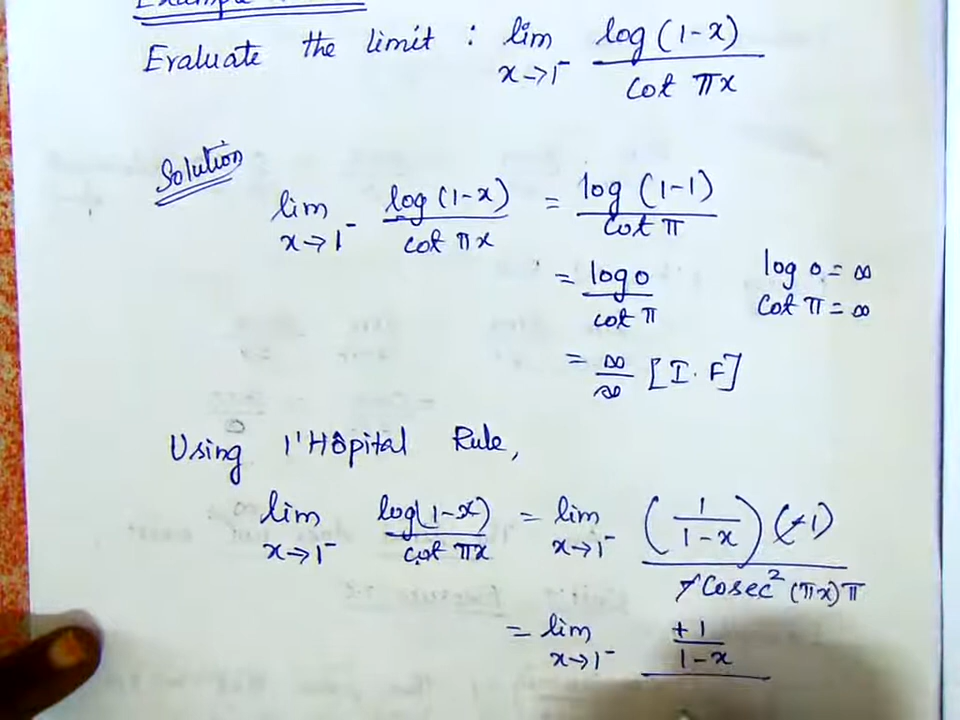 Evaluate the limit : lim x→1⁻ log(1-x) / cot πx
Solution
lim x→1⁻ log(1-x) / cot πx = log(1-1) / cot π
= log 0 / cot π log 0 = ∞
cot π = ∞
= ∞ / ∞ [I.F]
Using l'Hôpital Rule,
lim x→1⁻ log(1-x) / cot πx = lim x→1⁻ (1 / 1-x) (-1) / -cosec² (πx) π
= lim x→1⁻ +1 / 1-x